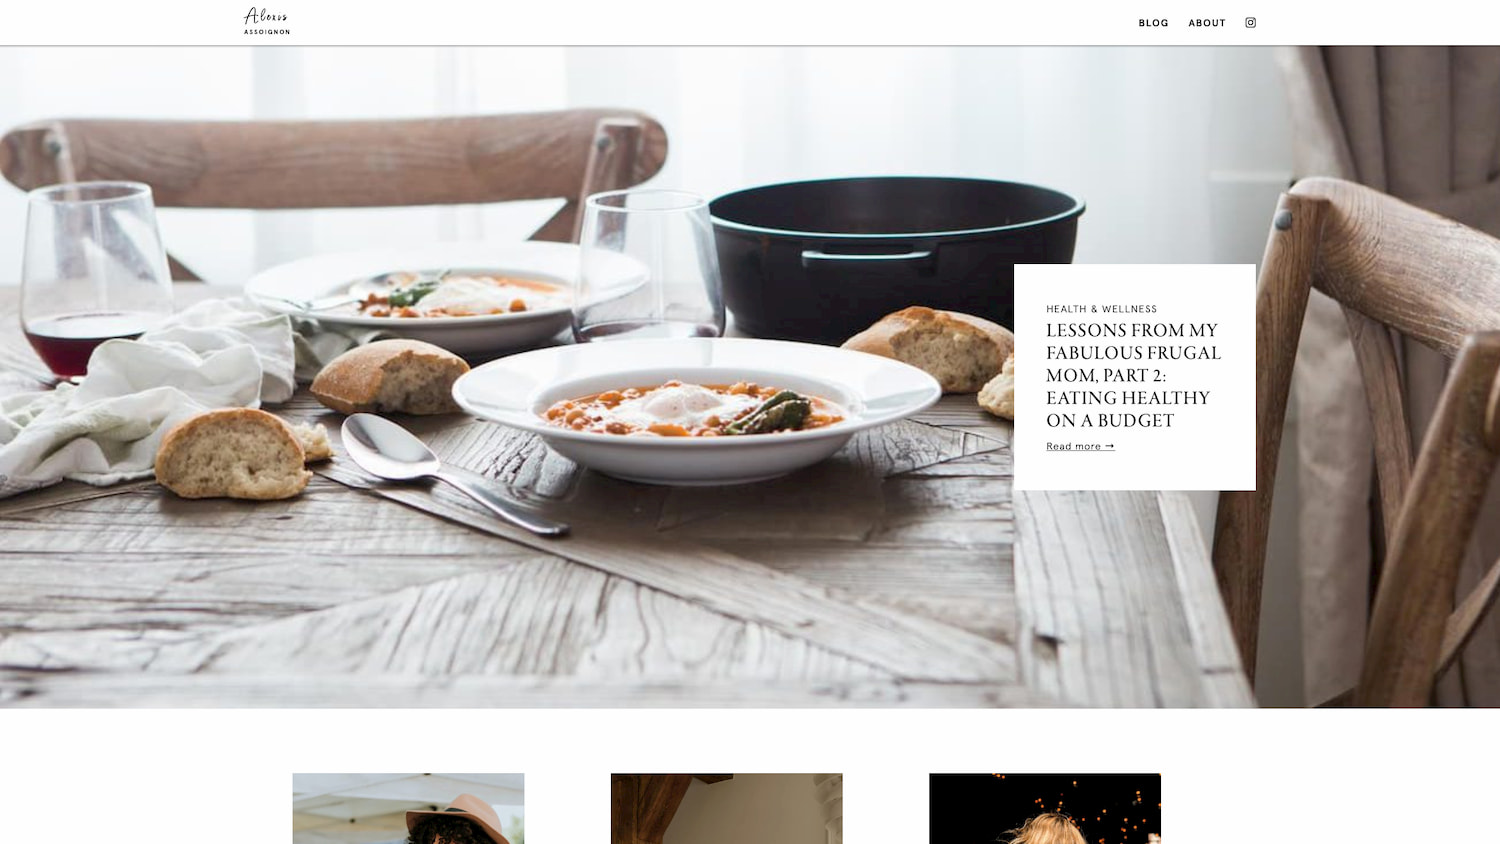 Alexus
ASSOIGNON
BLOG ABOUT
HEALTH & WELLNESS
LESSONS FROM MY
FABULOUS FRUGAL
MOM, PART 2:
EATING HEALTHY
ON A BUDGET
Read more →